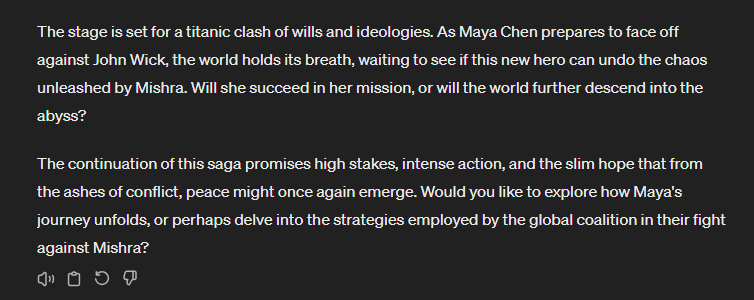 The stage is set for a titanic clash of wills and ideologies. As Maya Chen prepares to face off
against John Wick, the world holds its breath, waiting to see if this new hero can undo the chaos
unleashed by Mishra. Will she succeed in her mission, or will the world further descend into the
abyss?
The continuation of this saga promises high stakes, intense action, and the slim hope that from
the ashes of conflict, peace might once again emerge. Would you like to explore how Maya's
journey unfolds, or perhaps delve into the strategies employed by the global coalition in their fight
against Mishra?